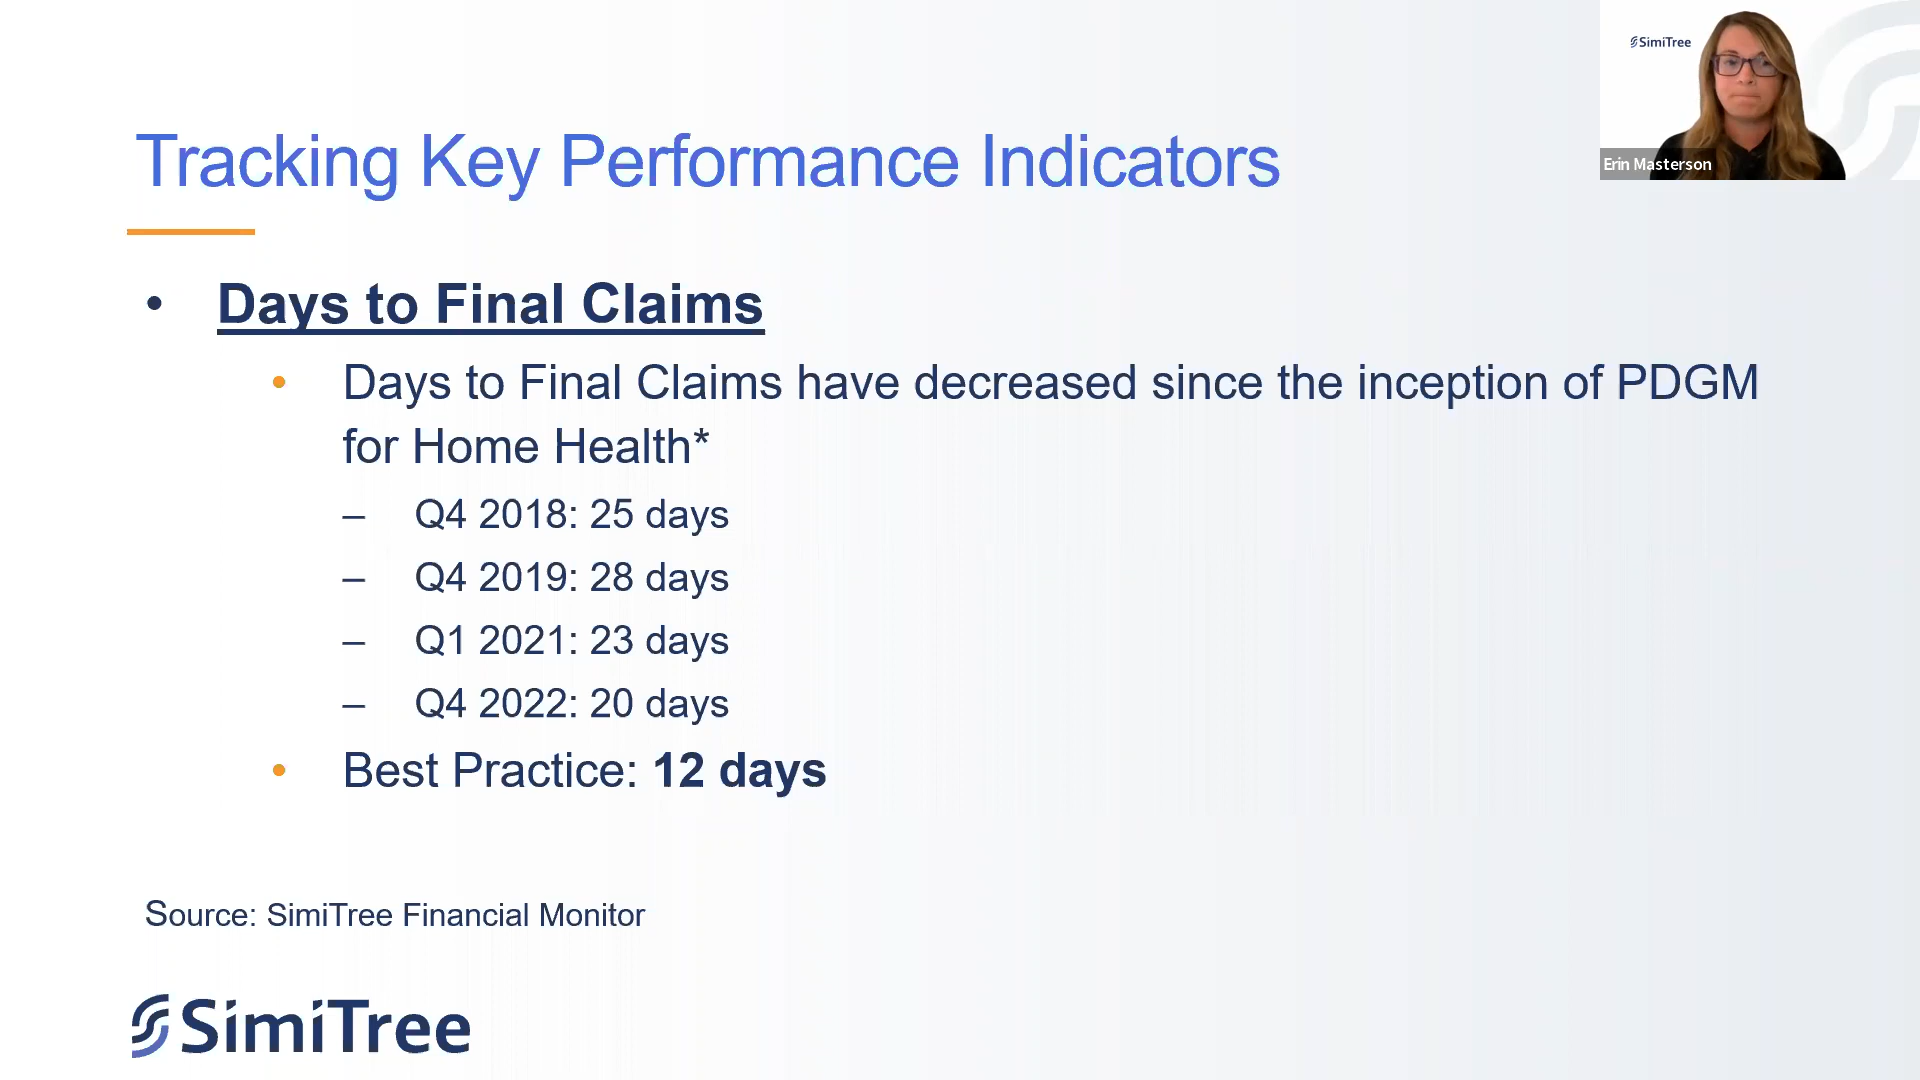 SimiTree
Erin Masterson
Tracking Key Performance Indicators
• Days to Final Claims
• Days to Final Claims have decreased since the inception of PDGM
for Home Health*
– Q4 2018: 25 days
– Q4 2019: 28 days
– Q1 2021: 23 days
– Q4 2022: 20 days
• Best Practice: 12 days
Source: SimiTree Financial Monitor
SimiTree